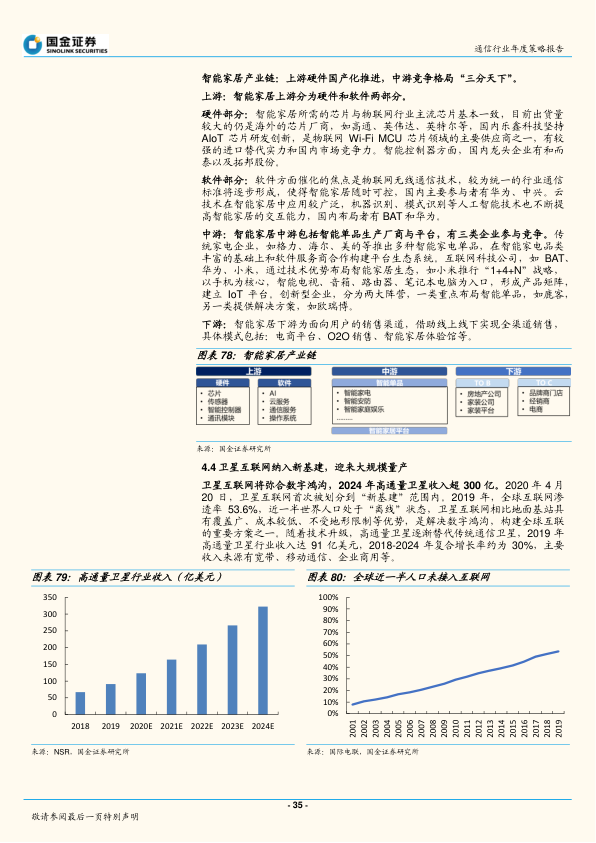 国金证券
SINOLINK SECURITIES
通信行业年度策略报告
智能家居产业链：上游硬件国产化推进，中游竞争格局“三分天下”。
上游：智能家居上游分为硬件和软件两部分。
硬件部分：智能家居所需的芯片与物联网行业主流芯片基本一致，目前出货量
较大的仍是海外的芯片厂商，如高通、英伟达、英特尔等，国内乐鑫科技坚持
AIoT 芯片研发创新，是物联网 Wi-Fi MCU 芯片领域的主要供应商之一，有较
强的进口替代实力和国内市场竞争力。智能控制器方面，国内龙头企业有和而
泰以及拓邦股份。
软件部分：软件方面催化的焦点是物联网无线通信技术，较为统一的行业通信
标准将逐步形成，使得智能家居随时可控，国内主要参与者有华为、中兴。云
技术在智能家居中应用较广泛，机器识别、模式识别等人工智能技术也不断提
高智能家居的交互能力，国内布局者有 BAT 和华为。
中游：智能家居中游包括智能单品生产厂商与平台，有三类企业参与竞争。传
统家电企业，如格力、海尔、美的等推出多种智能家电单品，在智能家电品类
丰富的基础上和软件服务商合作构建平台生态系统。互联网科技公司，如 BAT、
华为、小米，通过技术优势布局智能家居生态，如小米推行“1+4+N”战略，
以手机为核心，智能电视、音箱、路由器、笔记本电脑为入口，形成产品矩阵，
建立 IoT 平台。创新型企业，分为两大阵营，一类重点布局智能单品，如鹿客，
另一类提供解决方案，如欧瑞博。
下游：智能家居下游为面向用户的销售渠道，借助线上线下实现全渠道销售，
具体模式包括：电商平台、O2O 销售、智能家居体验馆等。
图表 78：智能家居产业链
上游 中游 下游
硬件 软件 智能单品 TO B TO C
• 芯片
• 传感器
• 智能控制器
• 通讯模块
• AI
• 云服务
• 通信服务
• 操作系统
• 智能家电
• 智能安防
• 智能家庭娱乐
........
智能家装平台
• 房地产公司
• 家装公司
• 家装平台
• 品牌商门店
• 经销商
• 电商
来源：国金证券研究所
4.4 卫星互联网纳入新基建，迎来大规模量产
卫星互联网将弥合数字鸿沟，2024 年高通量卫星收入超 300 亿。2020 年 4 月
20 日，卫星互联网首次被划分到“新基建”范围内。2019 年，全球互联网渗
透率 53.6%，近一半世界人口处于“离线”状态，卫星互联网相比地面基站具
有覆盖广、成本较低、不受地形限制等优势，是解决数字鸿沟，构建全球互联
的重要方案之一。随着技术升级，高通量卫星逐渐替代传统通信卫星，2019 年
高通量卫星行业收入达 91 亿美元，2018-2024 年复合增长率约为 30%，主要
收入来源有宽带、移动通信、企业商用等。
图表 79：高通量卫星行业收入（亿美元）
350
300
250
200
150
100
50
0
2018 2019 2020E 2021E 2022E 2023E 2024E
来源：NSR，国金证券研究所
图表 80：全球近一半人口未接入互联网
100%
90%
80%
70%
60%
50%
40%
30%
20%
10%
0%
2001 2002 2003 2004 2005 2006 2007 2008 2009 2010 2011 2012 2013 2014 2015 2016 2017 2018 2019
来源：国际电联，国金证券研究所
- 35 -
敬请参阅最后一页特别声明